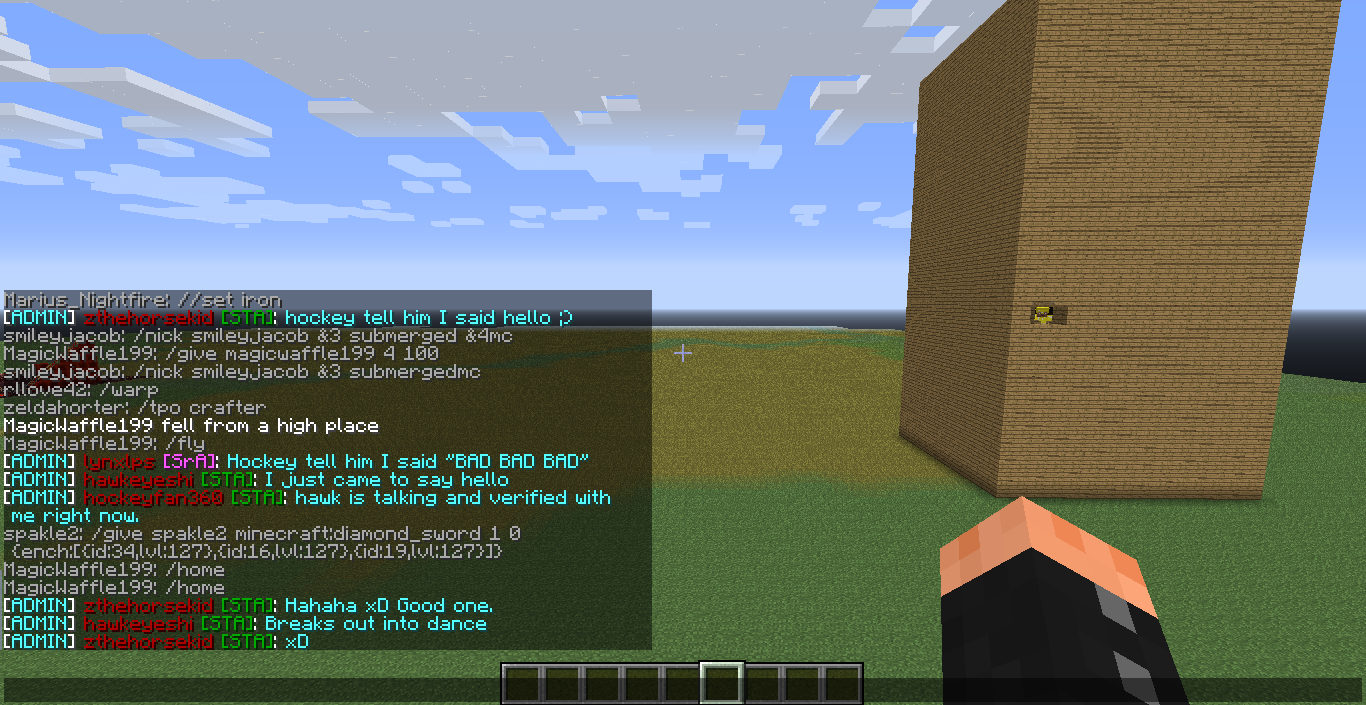 Marius_Nightfire: //set iron
[ADMIN] zthehorsekid [STA]: hockey tell him I said hello ;)
smileyjacob: /nick smileyjacob &3 submerged &4mc
MagicWaffle199: /give magicwaffle199 4 100
smileyjacob: /nick smileyjacob &3 submergedmc
rllove42: /warp
zeldahorter: /tpo crafter
MagicWaffle199 fell from a high place
MagicWaffle199: /fly
[ADMIN] lynxlps [SrA]: Hockey tell him I said "BAD BAD BAD"
[ADMIN] hawkeyeshi [STA]: I just came to say hello
[ADMIN] hockeyfan360 [STA]: hawk is talking and verified with
me right now.
spakle2: /give spakle2 minecraft:diamond_sword 1 0
{ench:[{id:34,lvl:127},{id:16,lvl:127},{id:19,lvl:127}]}
MagicWaffle199: /home
MagicWaffle199: /home
[ADMIN] zthehorsekid [STA]: Hahaha xD Good one.
[ADMIN] hawkeyeshi [STA]: Breaks out into dance
[ADMIN] zthehorsekid [STA]: xD